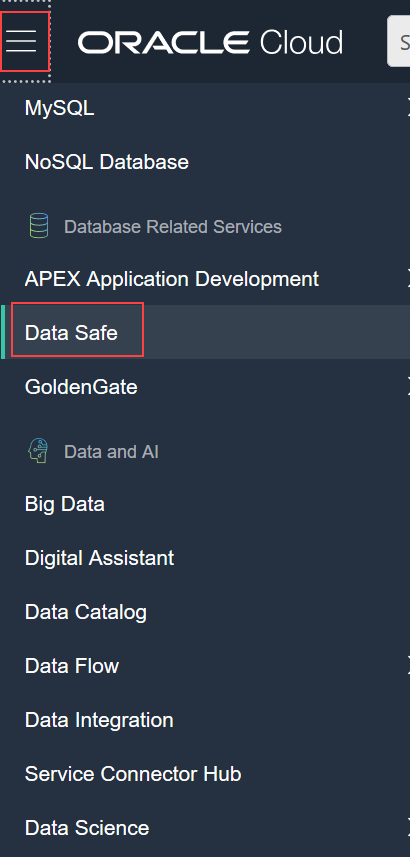 ORACLE Cloud
S
MySQL
NoSQL Database
Database Related Services
APEX Application Development
Data Safe
GoldenGate
Data and AI
Big Data
Digital Assistant
Data Catalog
Data Flow
Data Integration
Service Connector Hub
Data Science